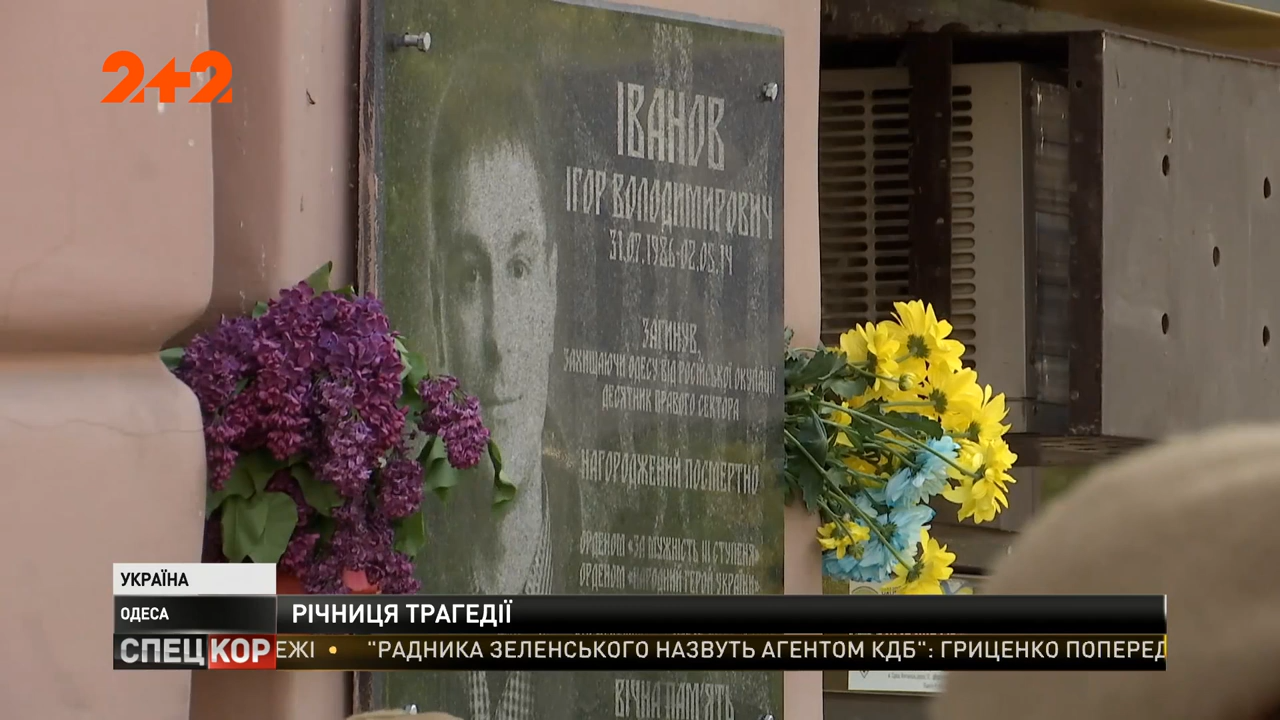 2+2
ІВАНОВ
ІГОР ВОЛОДИМИРОВИЧ
31.07.1986-02.05.14
ЗАГИНУВ,
ЗАХИЩАЮЧИ ОДЕСУ ВІД РОСІЙСЬКОЇ ОКУПАЦІЇ
ДЕСЯТНИК ПРАВОГО СЕКТОРА
НАГОРОДЖЕНИЙ ПОСМЕРТНО
ОРДЕНОМ «ЗА МУЖНІСТЬ III СТУПЕНЯ»
ОРДЕНОМ «НАРОДНИЙ ГЕРОЙ УКРАЇНИ»
ВІЧНА ПАМ'ЯТЬ
УКРАЇНА
ОДЕСА
РІЧНИЦЯ ТРАГЕДІЇ
СПЕЦКОР
ЕЖІ • "РАДНИКА ЗЕЛЕНСЬКОГО НАЗВУТЬ АГЕНТОМ КДБ": ГРИЦЕНКО ПОПЕРЕД